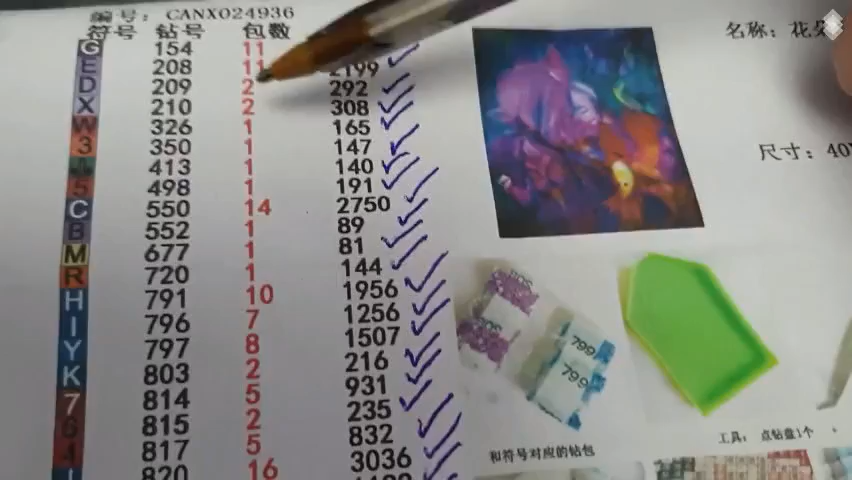 编号: CANX024936
符号 钻号 包数
G 154 11
E 208 11 2199
D 209 2 292
X 210 2 308
W 326 1 165
3 350 1 147
413 1 140
5 498 1 191
C 550 14 2750
B 552 1 89
M 677 1 81
R 720 1 144
H 791 10 1956
I 796 7 1256
Y 797 8 1507
K 803 2 216
7 814 5 931
6 815 2 235
4 817 5 832
820 16 3036
名称: 花朵
尺寸: 40
799
799
和符号对应的钻包
工具: 点钻盘1个